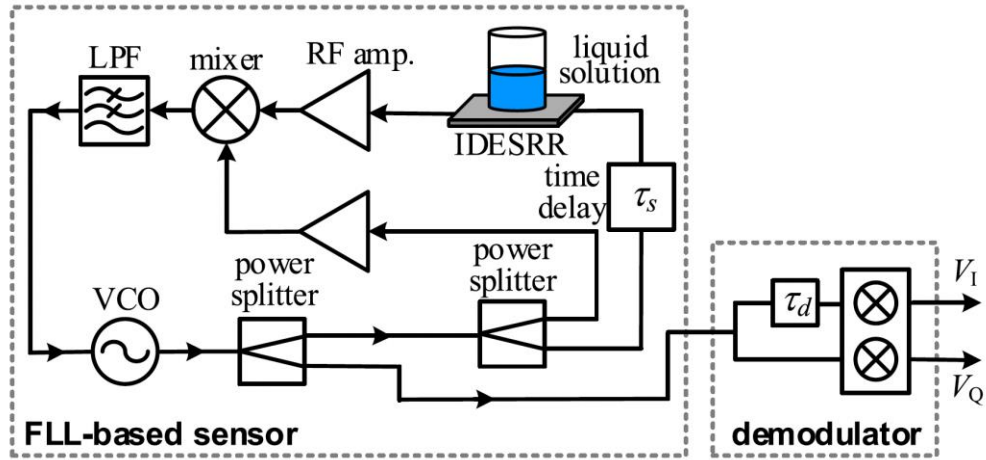 LPF
mixer
RF amp.
liquid
solution
IDESRR
time
delay
τs
power
splitter
power
splitter
VCO
τd
VI
VQ
FLL-based sensor
demodulator